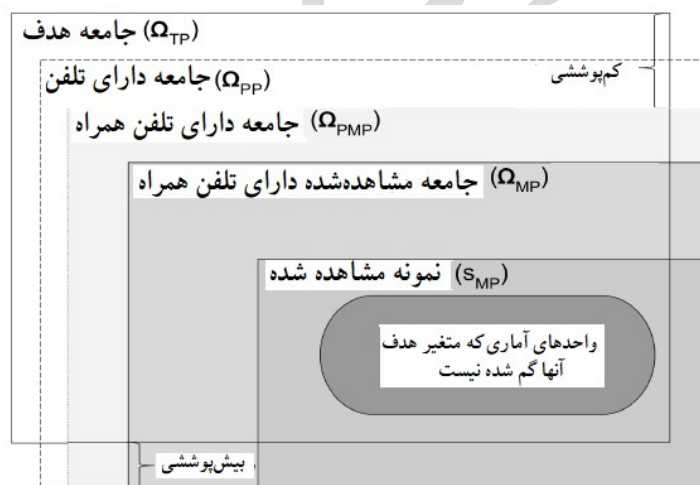 جامعه هدف (Ω_TP)
کم‌پوششی
جامعه دارای تلفن (Ω_PP)
جامعه دارای تلفن همراه (Ω_PMP)
جامعه مشاهده‌شده دارای تلفن همراه (Ω_MP)
نمونه مشاهده شده (s_MP)
واحدهای آماری که متغیر هدف
آنها گم شده نیست
بیش‌پوششی